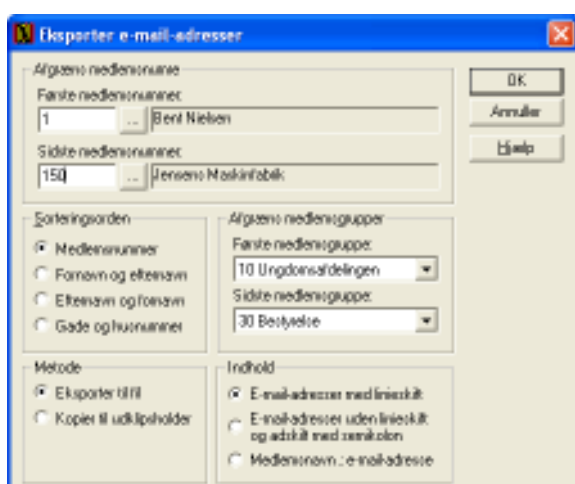 Eksporter e-mail-adresser
Afgræns medlemsnumre
Første medlemsnummer:
1 ... Bent Nielsen
Sidste medlemsnummer:
150 ... Jensens Maskinfabrik
OK
Annuller
Hjælp
Sorteringsorden
Medlemsnummer
Fornavn og efternavn
Efternavn og fornavn
Gade og husnummer
Afgræns medlemsgrupper
Første medlemsgruppe:
10 Ungdomsafdelingen
Sidste medlemsgruppe:
30 Bestyrelse
Metode
Eksporter til fil
Kopier til udklipsholder
Indhold
E-mail-adresser med linieskift
E-mail-adresser uden linieskift
og adskilt med semikolon
Medlemsnavn.: e-mail-adresse